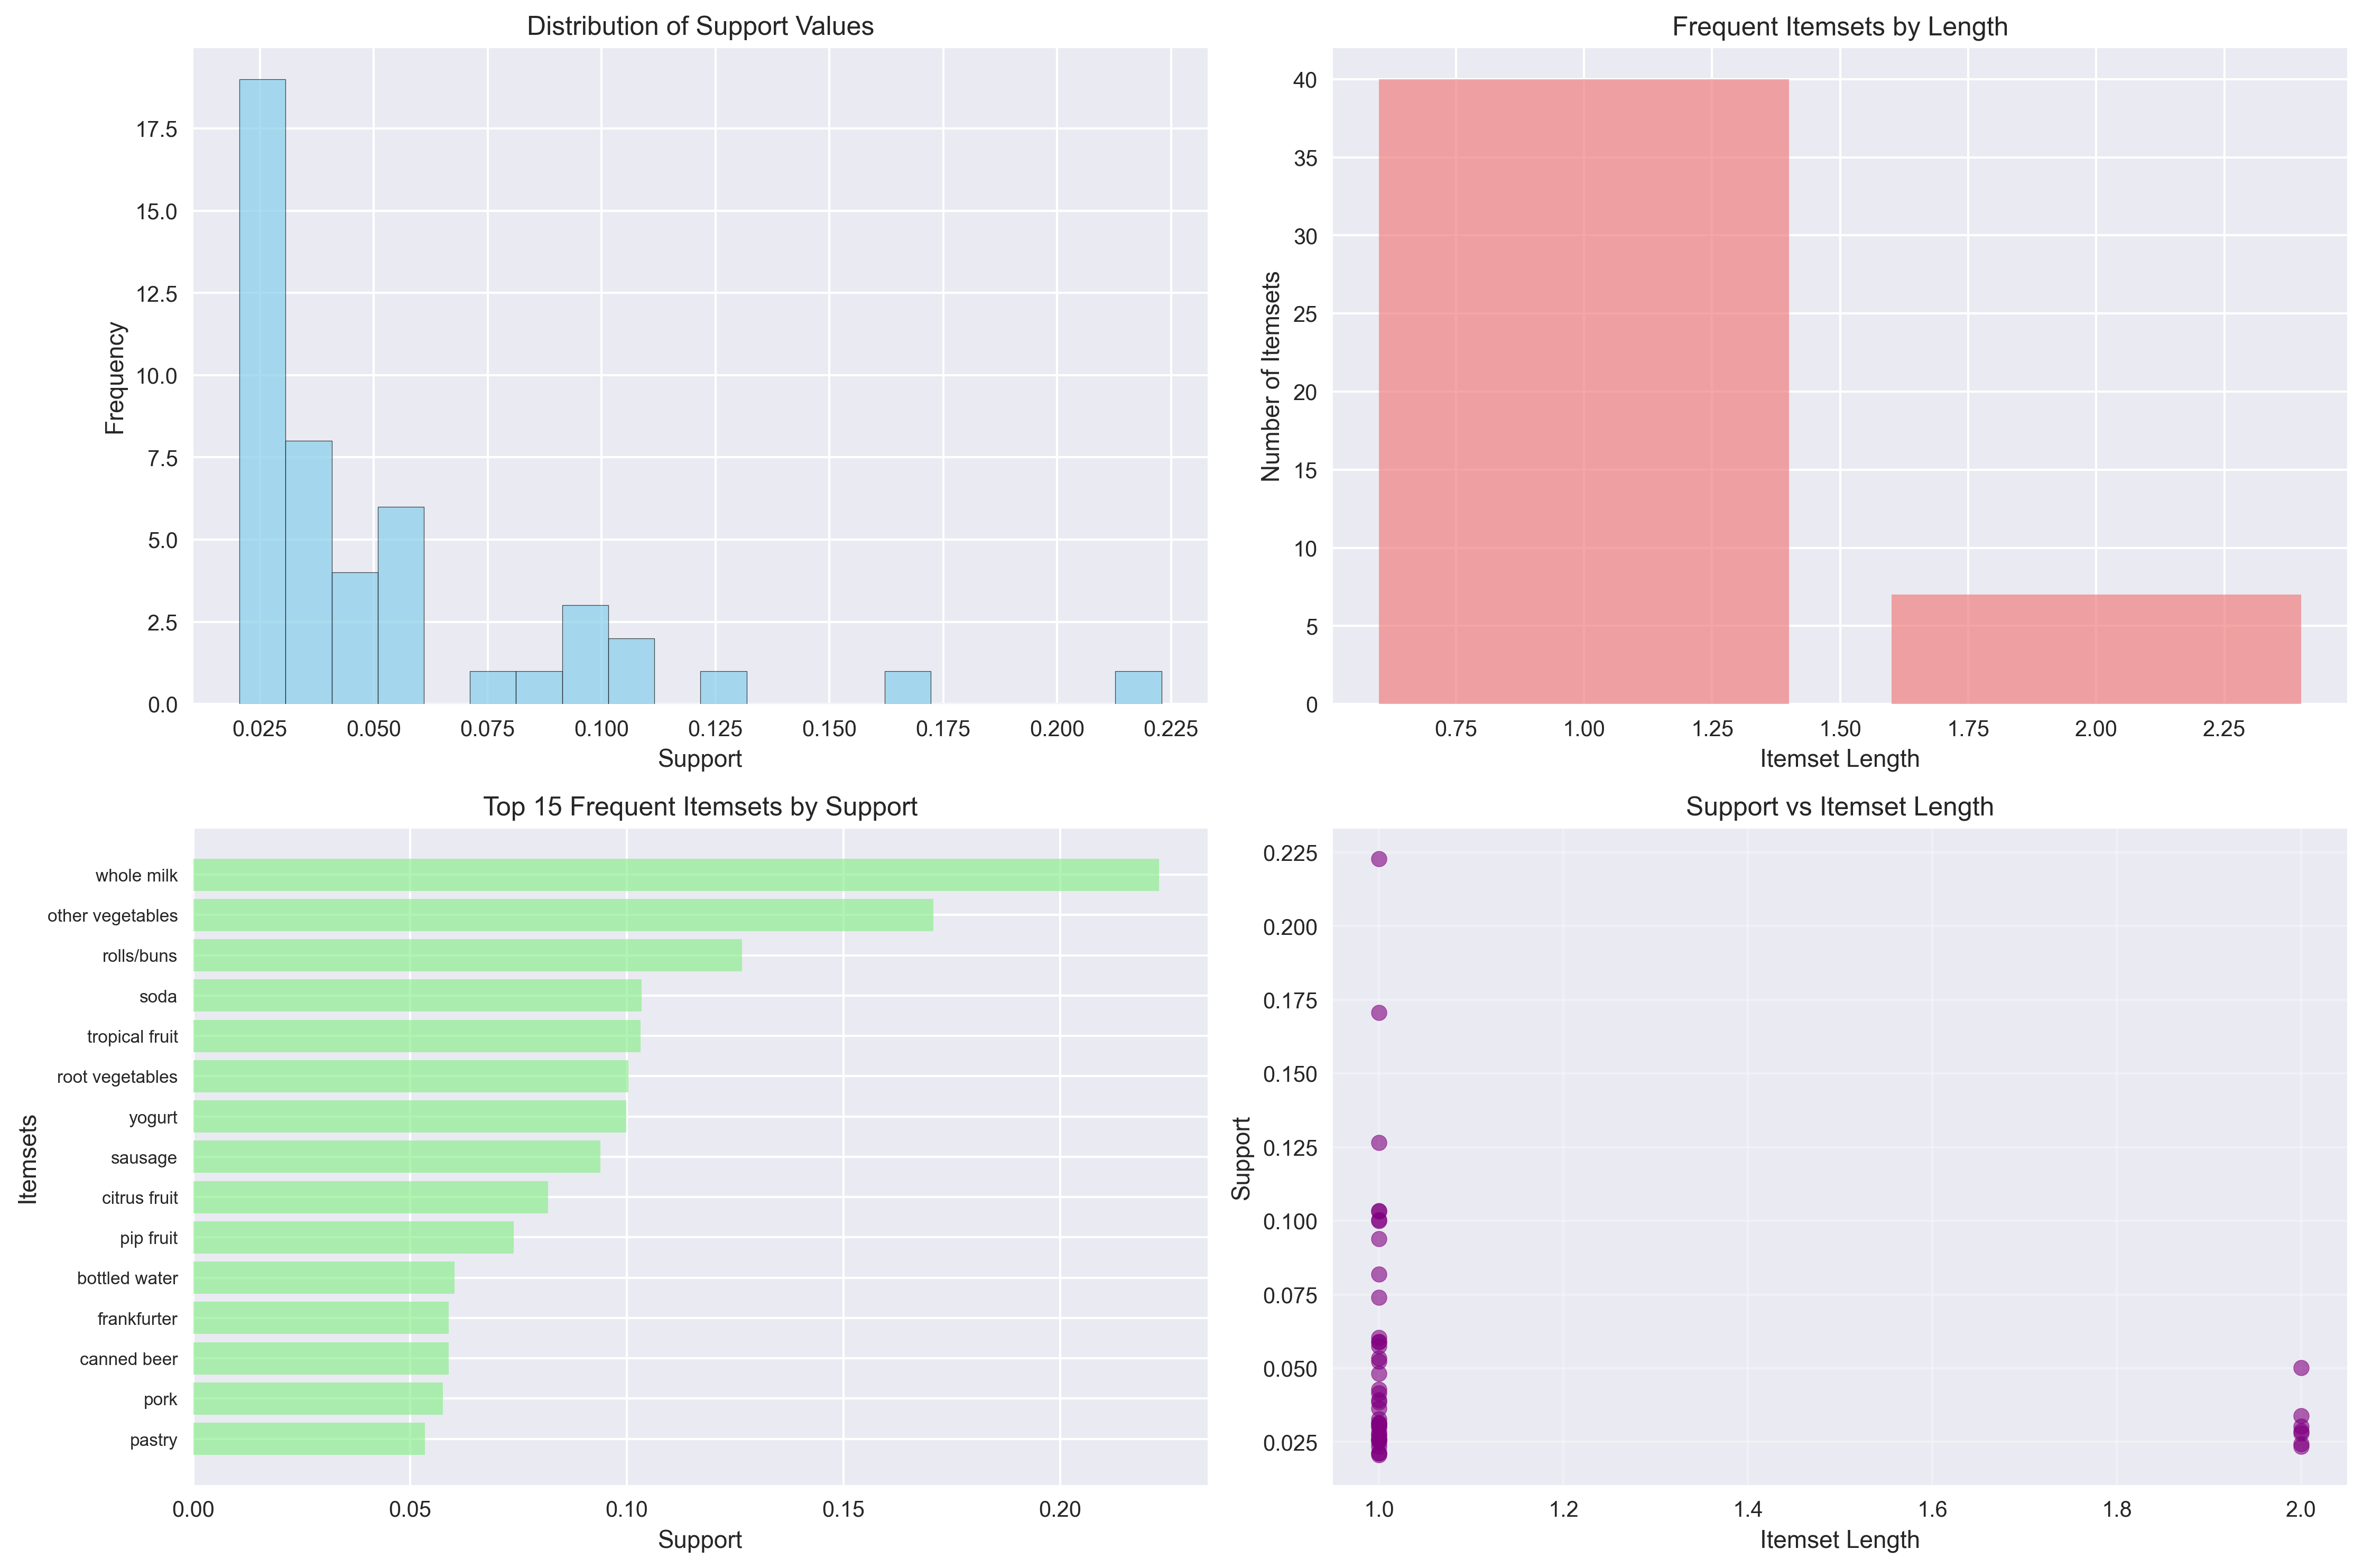 Distribution of Support Values
Frequency
17.5
15.0
12.5
10.0
7.5
5.0
2.5
0.0
0.025 0.050 0.075 0.100 0.125 0.150 0.175 0.200 0.225
Support
Frequent Itemsets by Length
Number of Itemsets
40
35
30
25
20
15
10
5
0
0.75 1.00 1.25 1.50 1.75 2.00 2.25
Itemset Length
Top 15 Frequent Itemsets by Support
Itemsets
whole milk
other vegetables
rolls/buns
soda
tropical fruit
root vegetables
yogurt
sausage
citrus fruit
pip fruit
bottled water
frankfurter
canned beer
pork
pastry
0.00 0.05 0.10 0.15 0.20
Support
Support vs Itemset Length
Support
0.225
0.200
0.175
0.150
0.125
0.100
0.075
0.050
0.025
1.0 1.2 1.4 1.6 1.8 2.0
Itemset Length